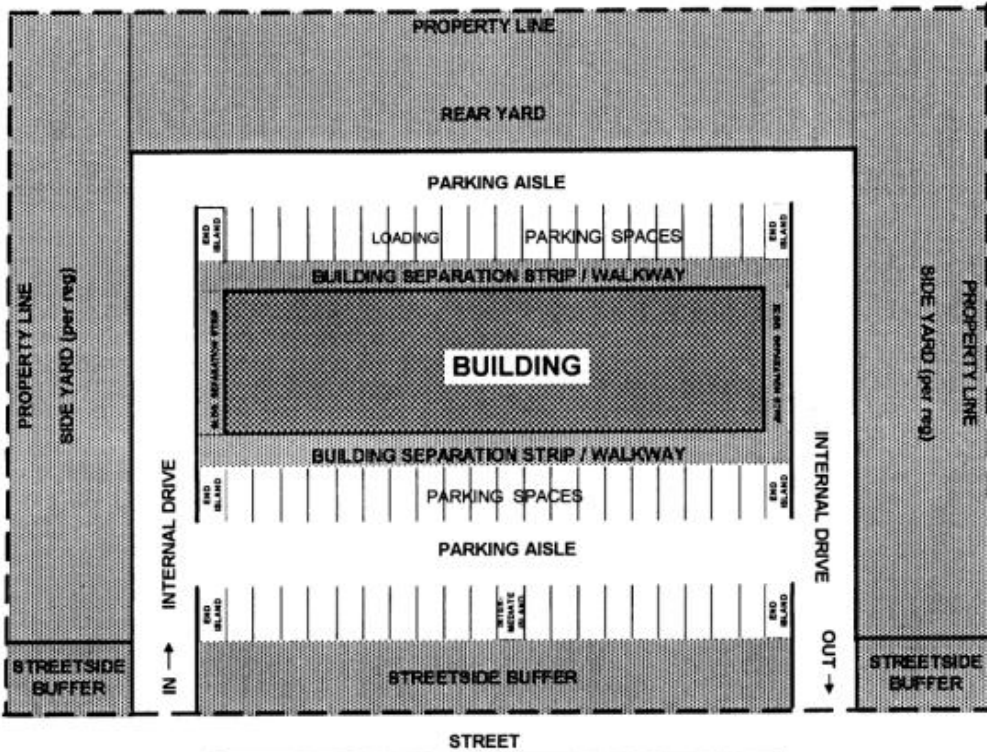 PROPERTY LINE
REAR YARD
PARKING AISLE
END ISLAND
LOADING
PARKING SPACES
END ISLAND
BUILDING SEPARATION STRIP / WALKWAY
PROPERTY LINE
SIDE YARD (per reg)
BLDG SEPARATION STRIP
BUILDING
BLDG SEPARATION STRIP
SIDE YARD (per reg)
PROPERTY LINE
BUILDING SEPARATION STRIP / WALKWAY
END ISLAND
PARKING SPACES
END ISLAND
INTERNAL DRIVE
PARKING AISLE
INTERNAL DRIVE
END ISLAND
INTER-
MEDIATE
ISLAND
END ISLAND
STREETSIDE
BUFFER
IN →
STREETSIDE BUFFER
OUT →
STREETSIDE
BUFFER
STREET